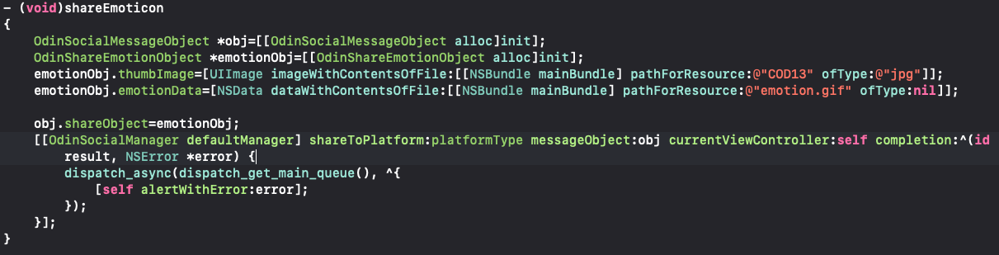 - (void)shareEmoticon
{
    OdinSocialMessageObject *obj=[[OdinSocialMessageObject alloc]init];
    OdinShareEmotionObject *emotionObj=[[OdinShareEmotionObject alloc]init];
    emotionObj.thumbImage=[UIImage imageWithContentsOfFile:[[NSBundle mainBundle] pathForResource:@"COD13" ofType:@"jpg"]];
    emotionObj.emotionData=[NSData dataWithContentsOfFile:[[NSBundle mainBundle] pathForResource:@"emotion.gif" ofType:nil]];

    obj.shareObject=emotionObj;
    [[OdinSocialManager defaultManager] shareToPlatform:platformType messageObject:obj currentViewController:self completion:^(id
        result, NSError *error) {
        dispatch_async(dispatch_get_main_queue(), ^{
            [self alertWithError:error];
        });
    }];
}